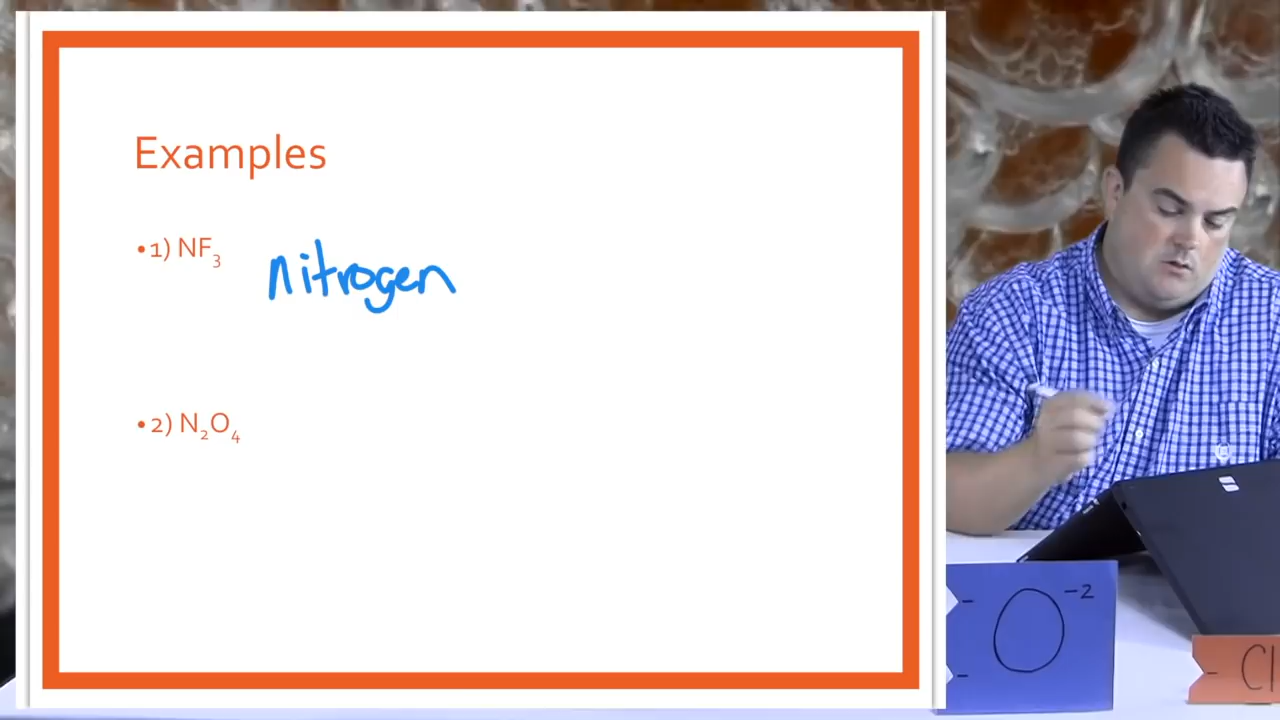 Examples
• 1) NF₃ nitrogen
• 2) N₂O₄
- O -2
-
- Cl